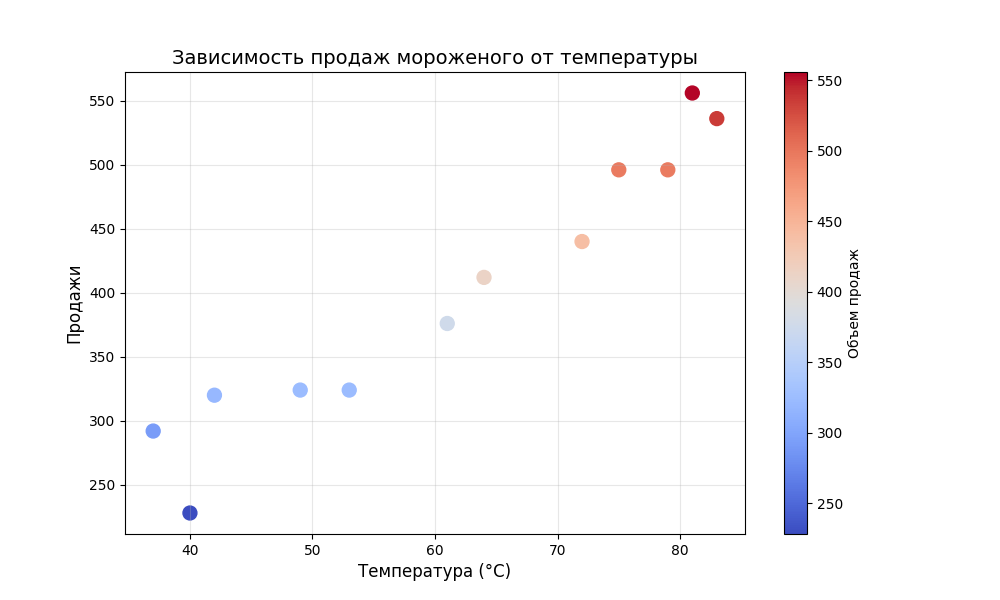 Зависимость продаж мороженого от температуры
Продажи
550
500
450
400
350
300
250
40 50 60 70 80
Температура (°C)
550
500
450
400
350
300
250
Объем продаж